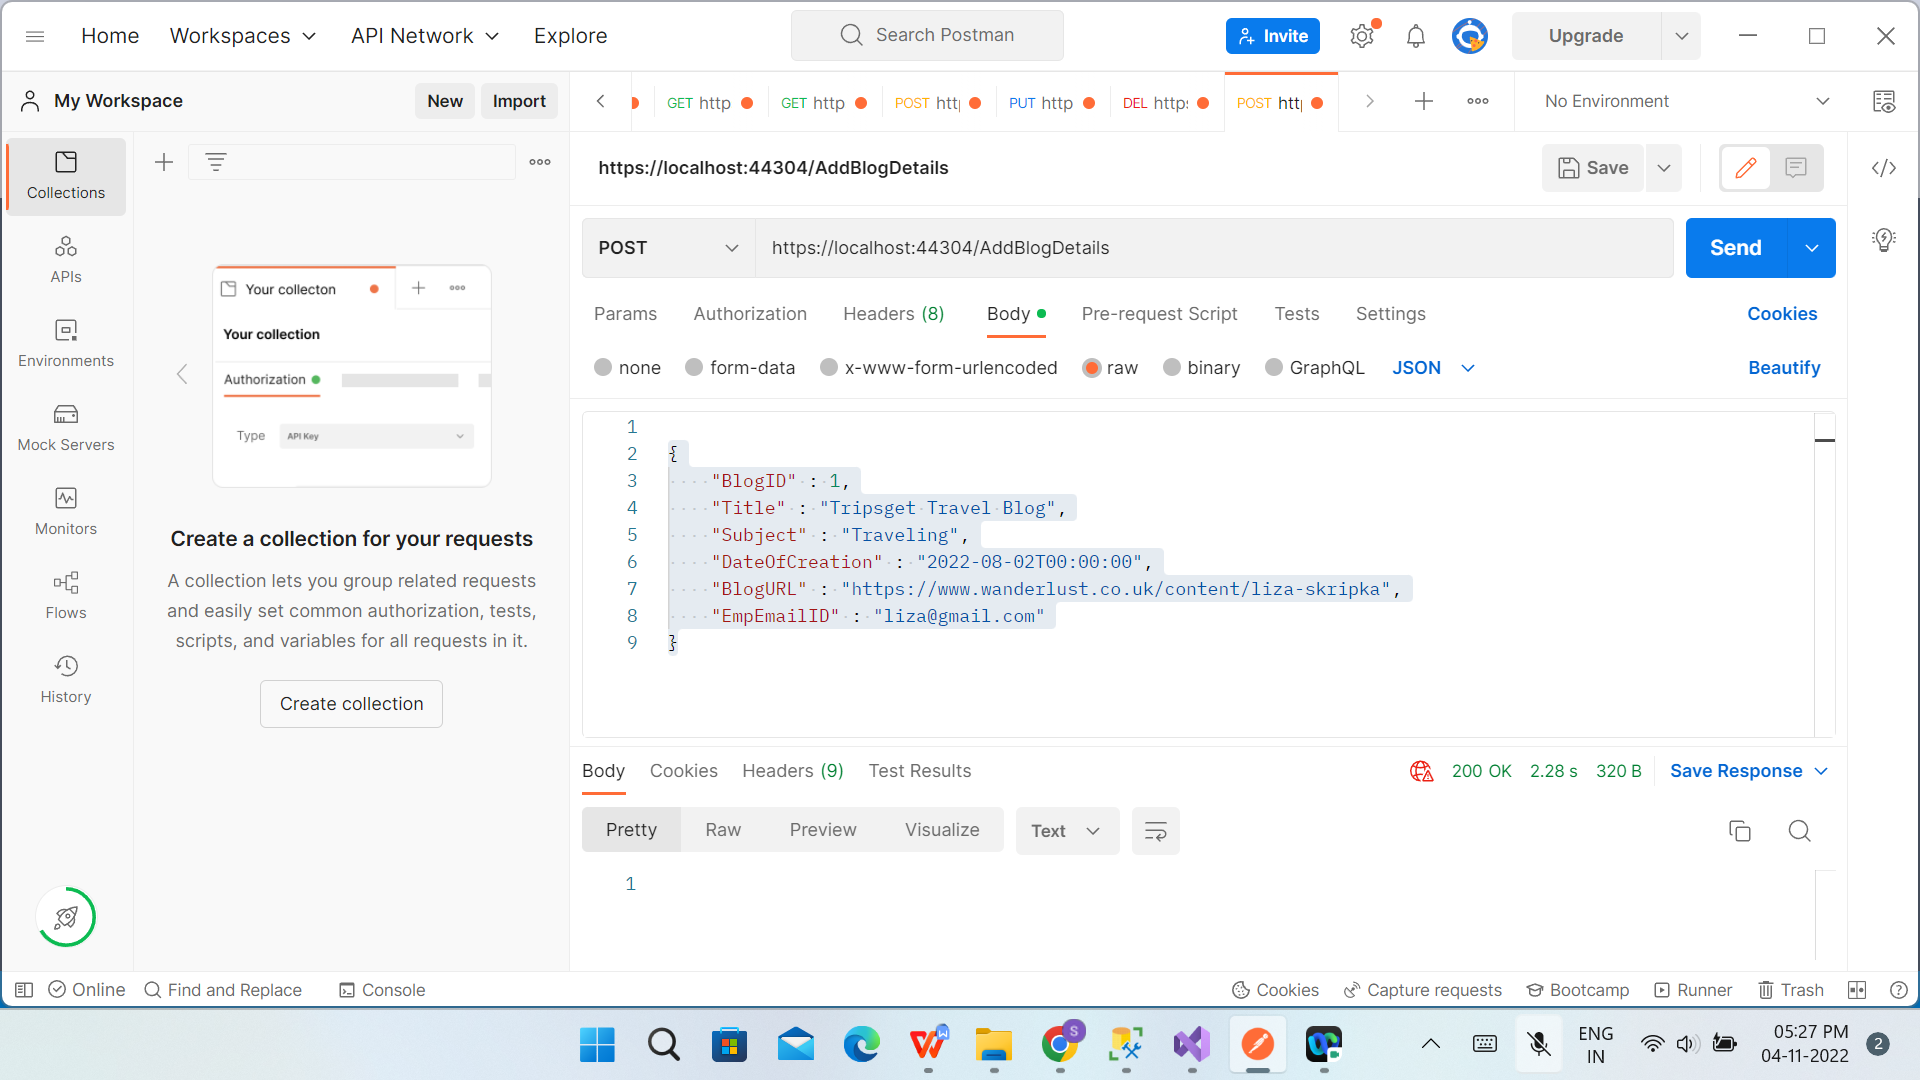 Home Workspaces API Network Explore Search Postman Invite Upgrade
My Workspace New Import GET http GET http POST htt PUT http DEL http POST htt No Environment
Collections
APIs
Environments
Mock Servers
Monitors
Flows
History
Your collecton
Your collection
Authorization
Type API Key
Create a collection for your requests
A collection lets you group related requests
and easily set common authorization, tests,
scripts, and variables for all requests in it.
Create collection
https://localhost:44304/AddBlogDetails Save
POST https://localhost:44304/AddBlogDetails Send
Params Authorization Headers (8) Body Pre-request Script Tests Settings Cookies
none form-data x-www-form-urlencoded raw binary GraphQL JSON Beautify
1
2 {
3 "BlogID" : 1,
4 "Title" : "Tripsget Travel Blog",
5 "Subject" : "Traveling",
6 "DateOfCreation" : "2022-08-02T00:00:00",
7 "BlogURL" : "https://www.wanderlust.co.uk/content/liza-skripka",
8 "EmpEmailID" : "liza@gmail.com"
9 }
Body Cookies Headers (9) Test Results 200 OK 2.28 s 320 B Save Response
Pretty Raw Preview Visualize Text
1
Online Find and Replace Console Cookies Capture requests Bootcamp Runner Trash
S
W
ENG
IN
05:27 PM
04-11-2022
2